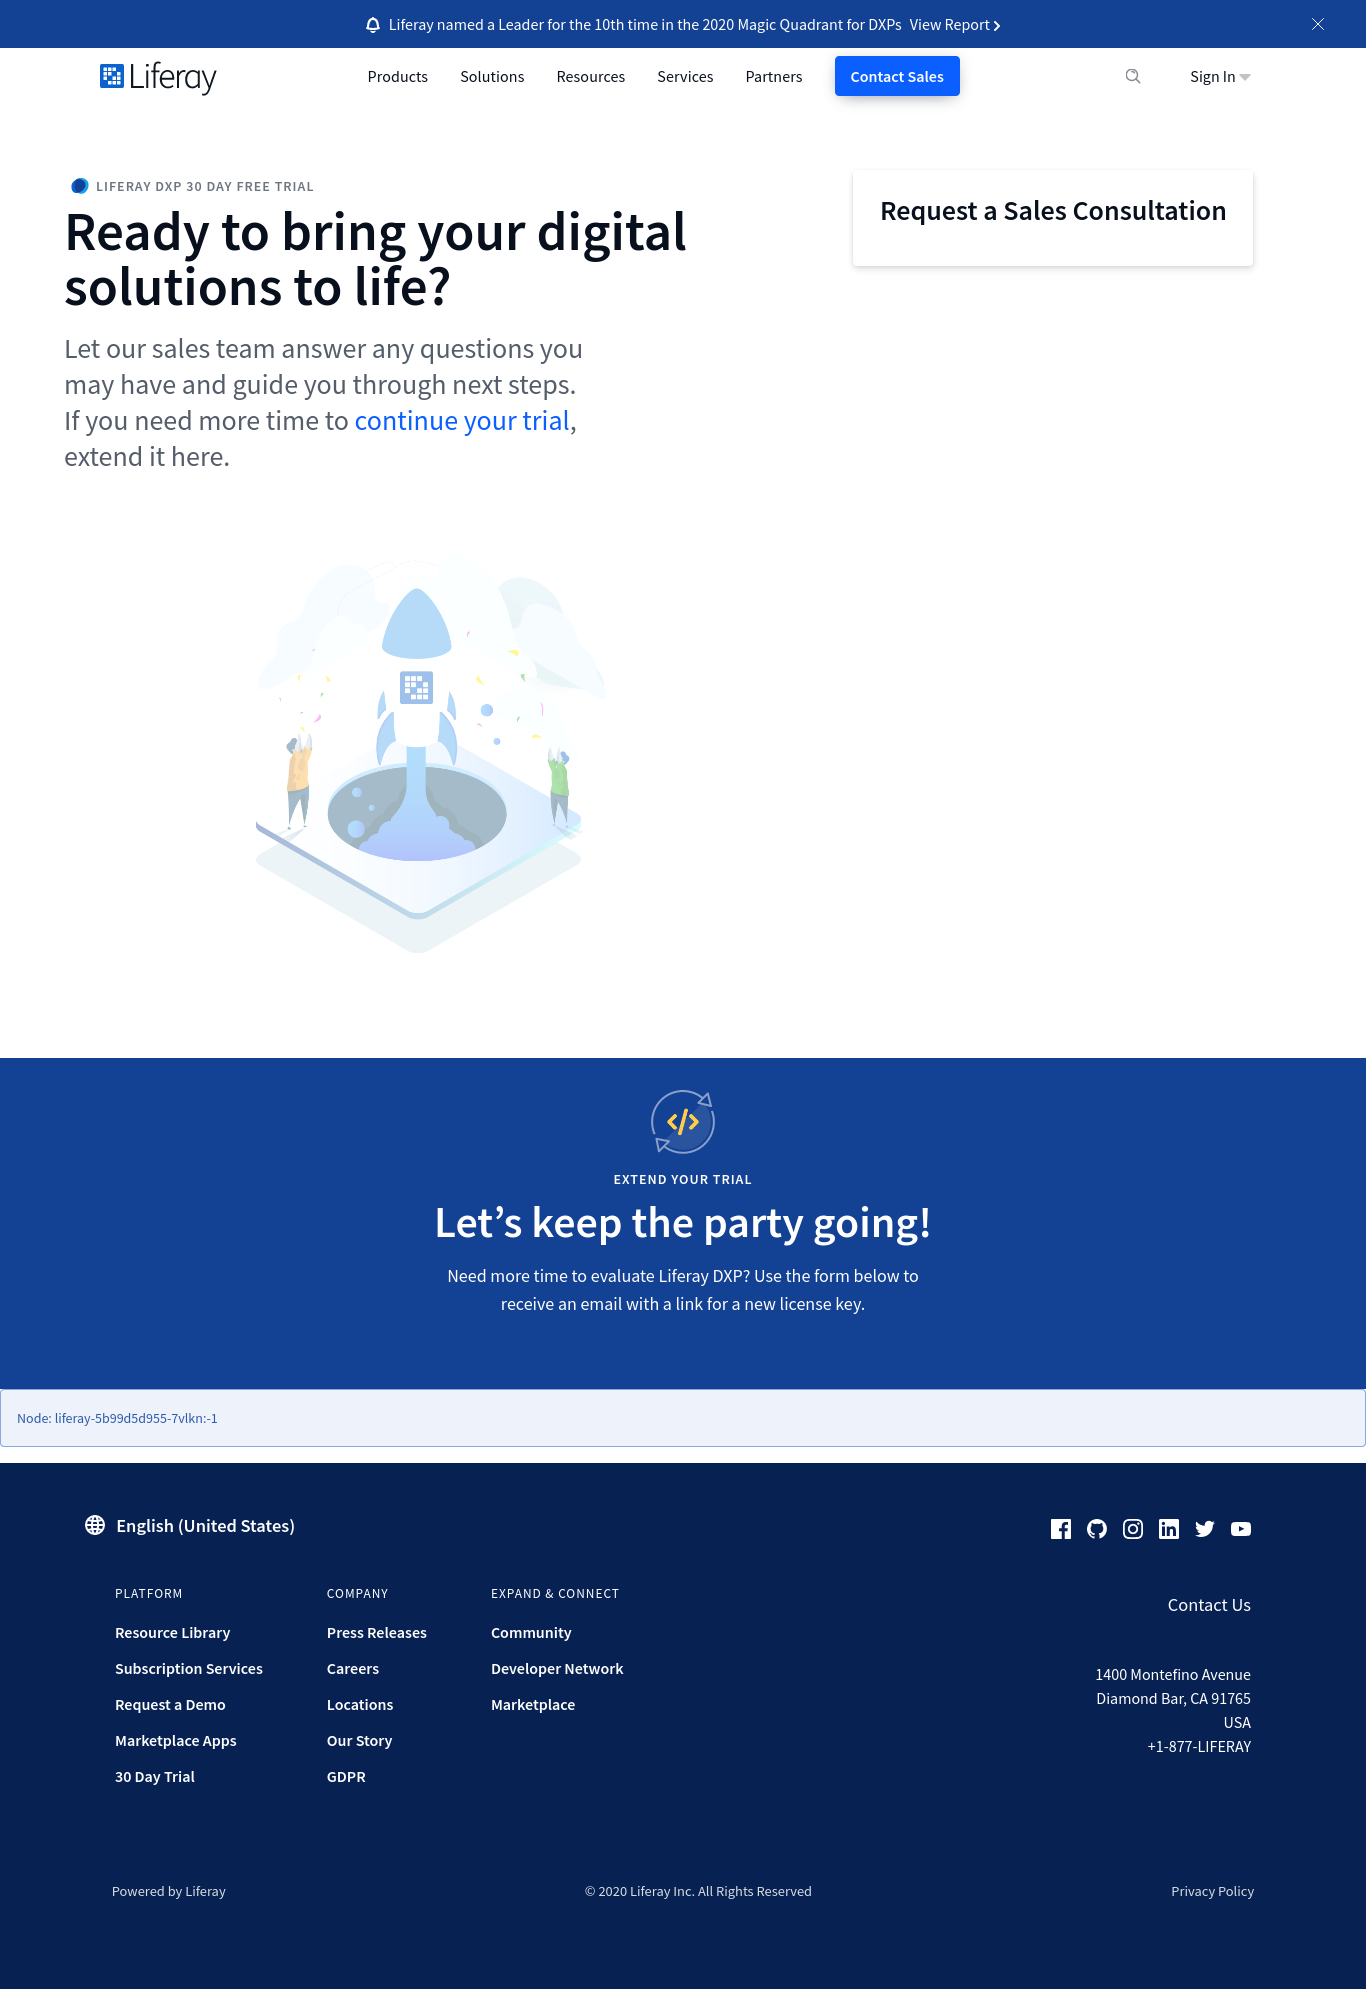 Liferay named a Leader for the 10th time in the 2020 Magic Quadrant for DXPs View Report
Liferay
Products Solutions Resources Services Partners Contact Sales Sign In
LIFERAY DXP 30 DAY FREE TRIAL
Ready to bring your digital
solutions to life?
Let our sales team answer any questions you
may have and guide you through next steps.
If you need more time to continue your trial,
extend it here.
Request a Sales Consultation
EXTEND YOUR TRIAL
Let’s keep the party going!
Need more time to evaluate Liferay DXP? Use the form below to
receive an email with a link for a new license key.
Node: liferay-5b99d5d955-7vlkn:-1
English (United States)
PLATFORM
Resource Library
Subscription Services
Request a Demo
Marketplace Apps
30 Day Trial
COMPANY
Press Releases
Careers
Locations
Our Story
GDPR
EXPAND & CONNECT
Community
Developer Network
Marketplace
Contact Us
1400 Montefino Avenue
Diamond Bar, CA 91765
USA
+1-877-LIFERAY
Powered by Liferay
© 2020 Liferay Inc. All Rights Reserved
Privacy Policy